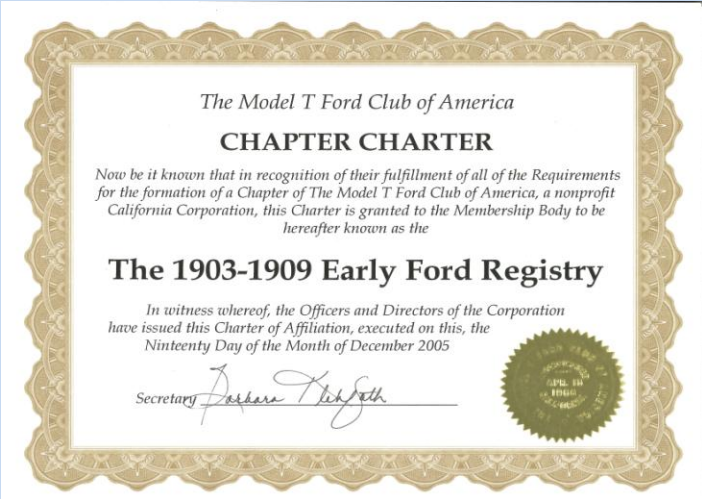 The Model T Ford Club of America
CHAPTER CHARTER
Now be it known that in recognition of their fulfillment of all of the Requirements
for the formation of a Chapter of The Model T Ford Club of America, a nonprofit
California Corporation, this Charter is granted to the Membership Body to be
hereafter known as the
The 1903-1909 Early Ford Registry
In witness whereof, the Officers and Directors of the Corporation
have issued this Charter of Affiliation, executed on this, the
Ninteenty Day of the Month of December 2005
Secretary Barbara